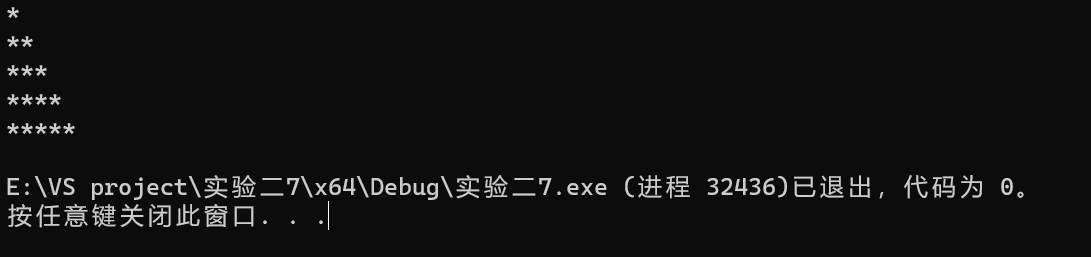 *
**
***
****
*****
E:\VS project\实验二7\x64\Debug\实验二7.exe (进程 32436)已退出，代码为 0。
按任意键关闭此窗口. . .